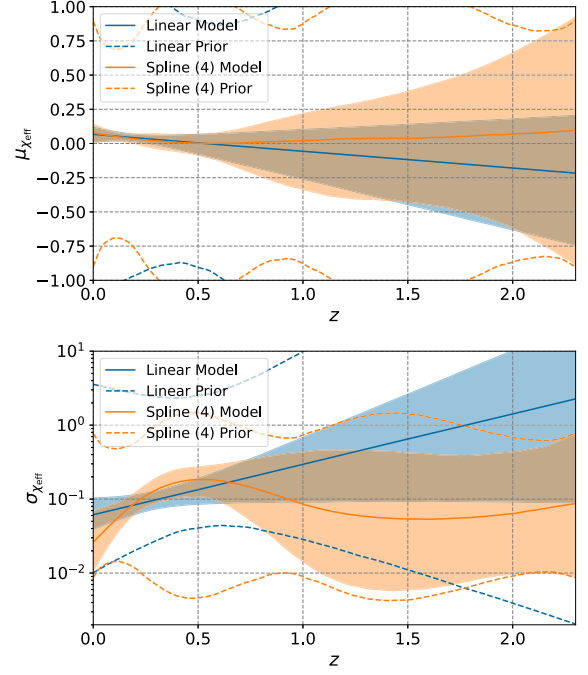 1.00
0.75
0.50
0.25
0.00
−0.25
−0.50
−0.75
−1.00
μχeff
Linear Model
Linear Prior
Spline (4) Model
Spline (4) Prior
0.0 0.5 1.0 1.5 2.0
z
10¹
10⁰
10⁻¹
10⁻²
σχeff
Linear Model
Linear Prior
Spline (4) Model
Spline (4) Prior
0.0 0.5 1.0 1.5 2.0
z